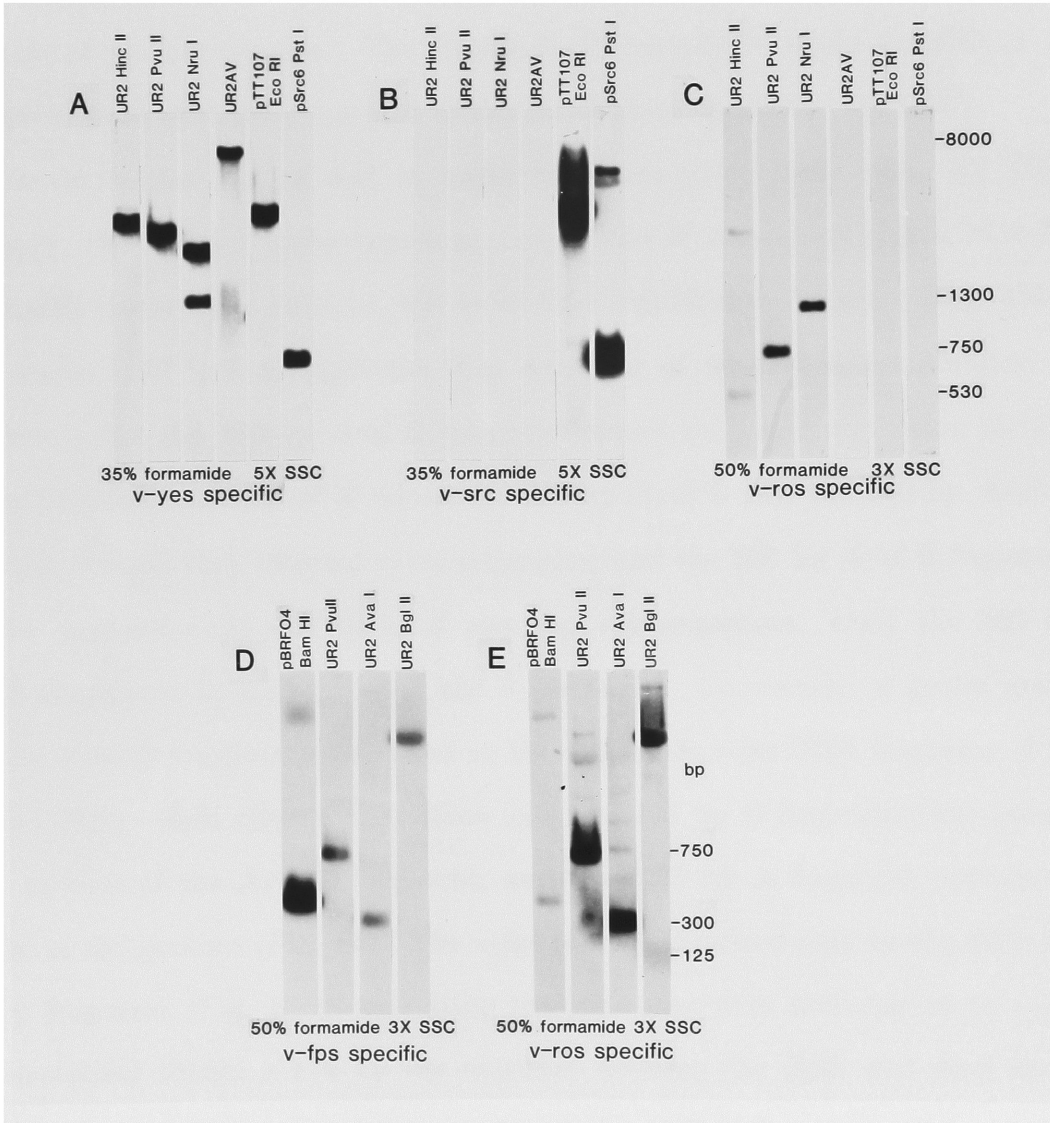 A
UR2 Hinc II
UR2 Pvu II
UR2 Nru I
UR2AV
pTT107
Eco RI
pSrc6 Pst I
35% formamide 5X SSC
v-yes specific
B
UR2 Hinc II
UR2 Pvu II
UR2 Nru I
UR2AV
pTT107
Eco RI
pSrc6 Pst I
35% formamide 5X SSC
v-src specific
C
UR2 Hinc II
UR2 Pvu II
UR2 Nru I
UR2AV
pTT107
Eco RI
pSrc6 Pst I
-8000
-1300
-750
-530
50% formamide 3X SSC
v-ros specific
D
pBRFO4
Bam HI
UR2 PvuII
UR2 Ava I
UR2 Bgl II
50% formamide 3X SSC
v-fps specific
E
pBRFO4
Bam HI
UR2 Pvu II
UR2 Ava I
UR2 Bgl II
bp
-750
-300
-125
50% formamide 3X SSC
v-ros specific